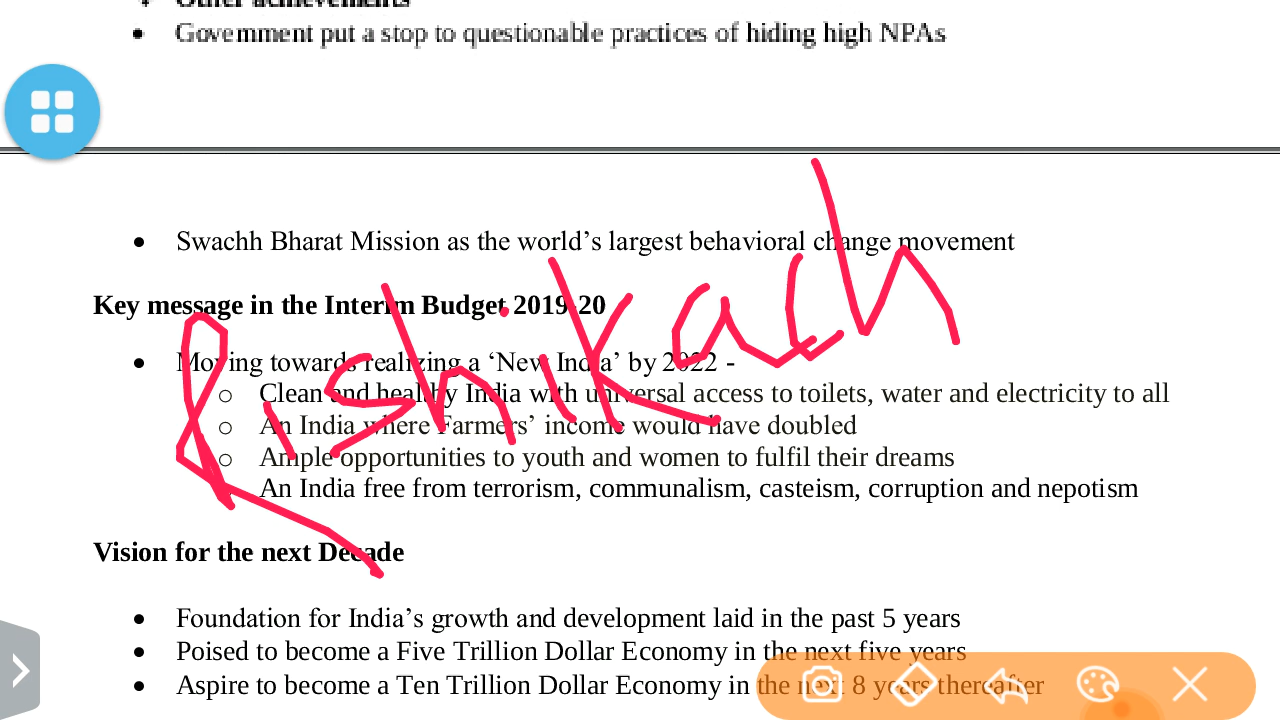 Other achievements
• Government put a stop to questionable practices of hiding high NPAs
• Swachh Bharat Mission as the world’s largest behavioral change movement
Key message in the Interim Budget 2019-20
• Moving towards realizing a ‘New India’ by 2022 -
o Clean and healthy India with universal access to toilets, water and electricity to all
o An India where Farmers’ income would have doubled
o Ample opportunities to youth and women to fulfil their dreams
An India free from terrorism, communalism, casteism, corruption and nepotism
Rishikach
Vision for the next Decade
• Foundation for India’s growth and development laid in the past 5 years
• Poised to become a Five Trillion Dollar Economy in the next five years
• Aspire to become a Ten Trillion Dollar Economy in the next 8 years thereafter